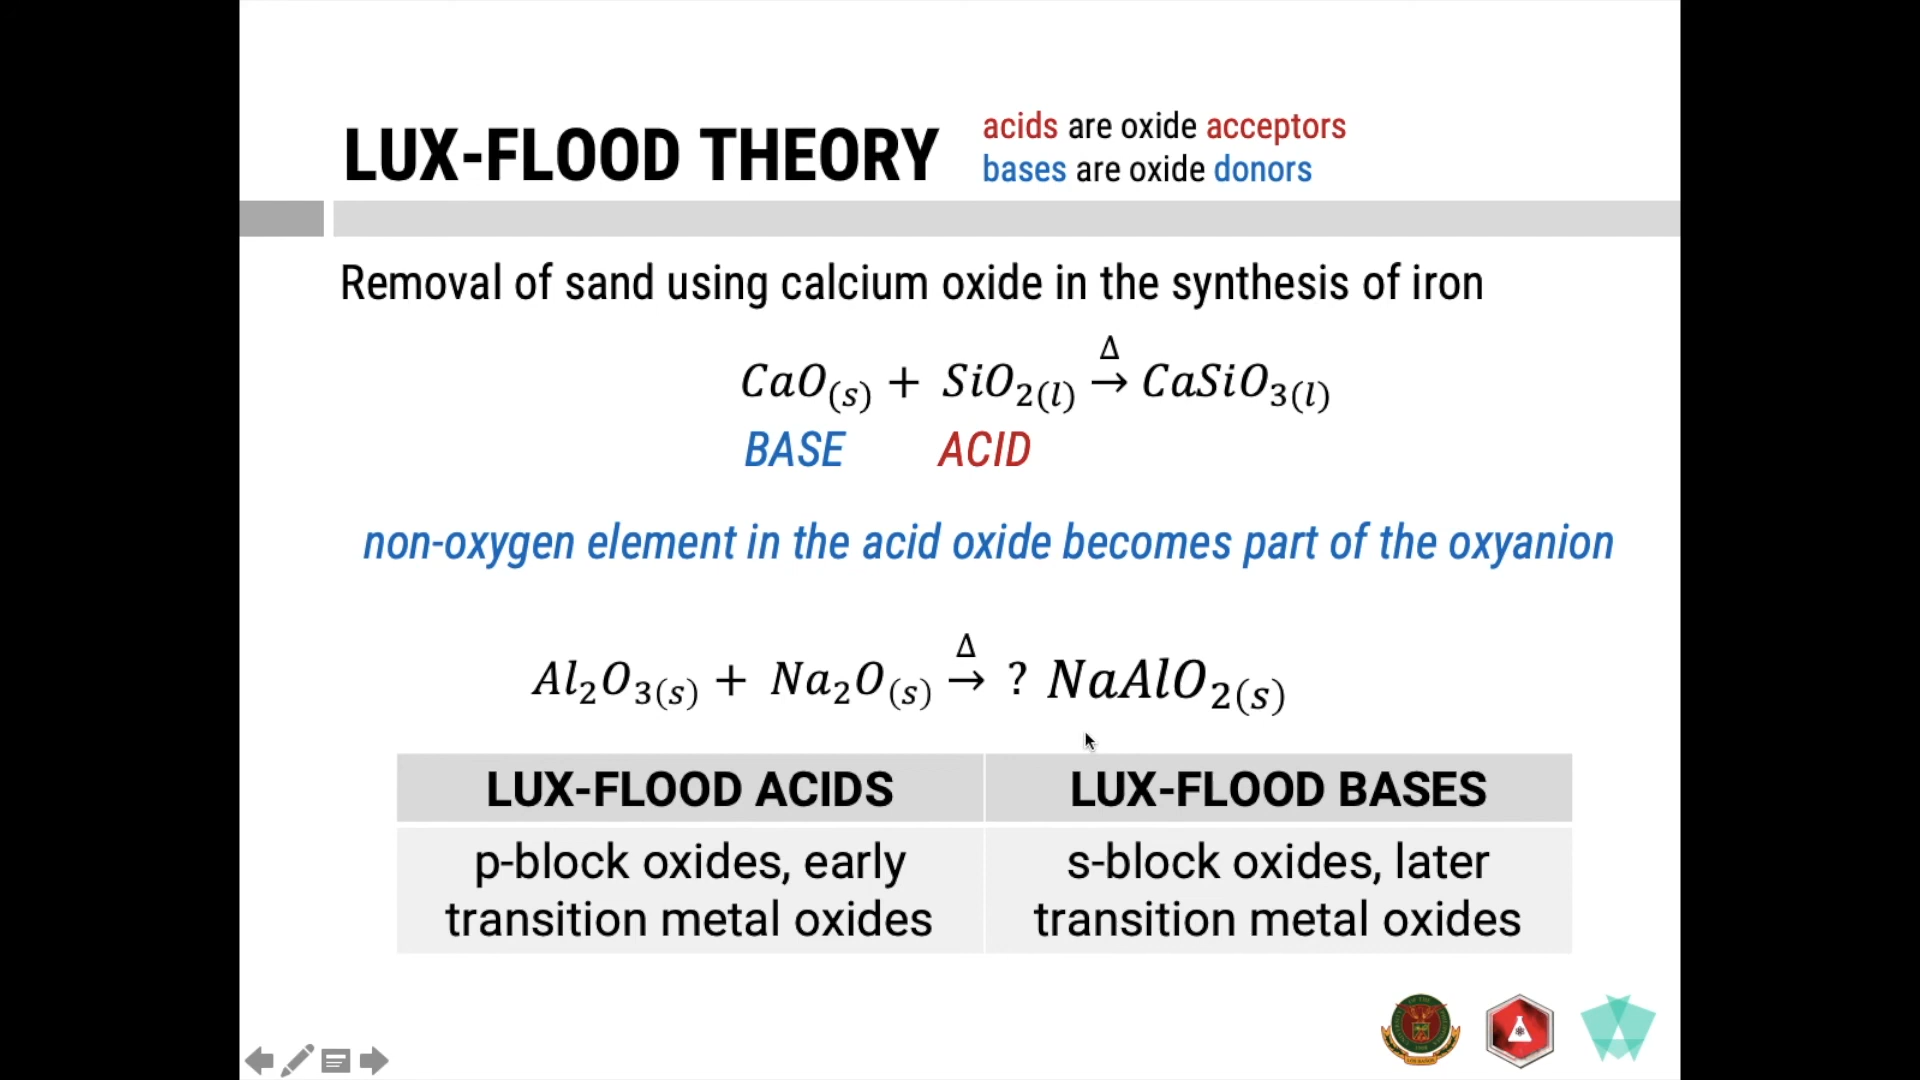 LUX-FLOOD THEORY
acids are oxide acceptors
bases are oxide donors
Removal of sand using calcium oxide in the synthesis of iron
Δ
CaO(s) + SiO2(l) → CaSiO3(l)
BASE ACID
non-oxygen element in the acid oxide becomes part of the oxyanion
Δ
Al2O3(s) + Na2O(s) → ? NaAlO2(s)
LUX-FLOOD ACIDS LUX-FLOOD BASES
p-block oxides, early s-block oxides, later
transition metal oxides transition metal oxides